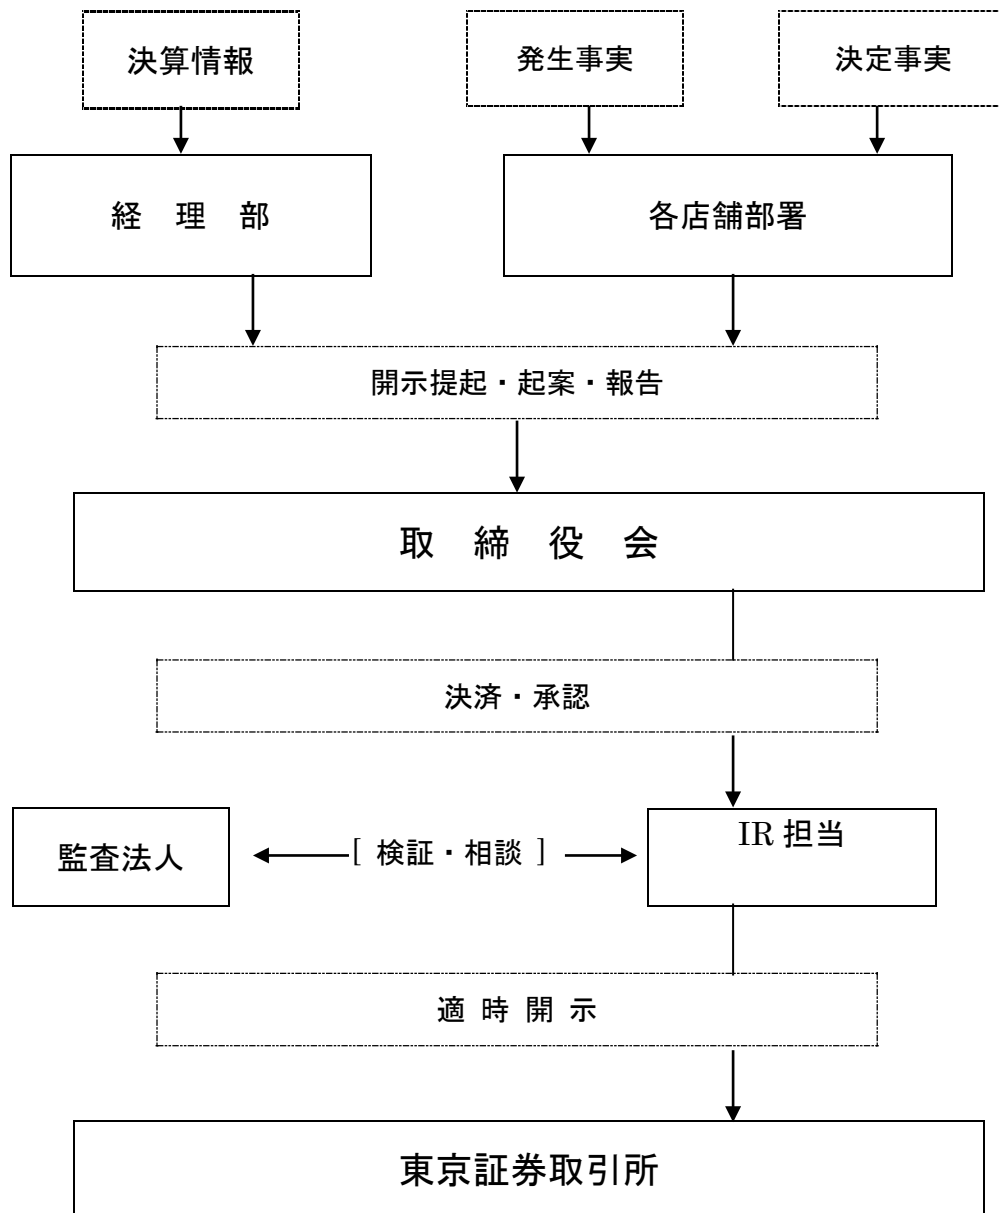 決算情報
発生事実
決定事実
経 理 部
各店舗部署
開示提起・起案・報告
取 締 役 会
決済・承認
監査法人
[ 検証・相談 ]
IR 担当
適 時 開 示
東京証券取引所